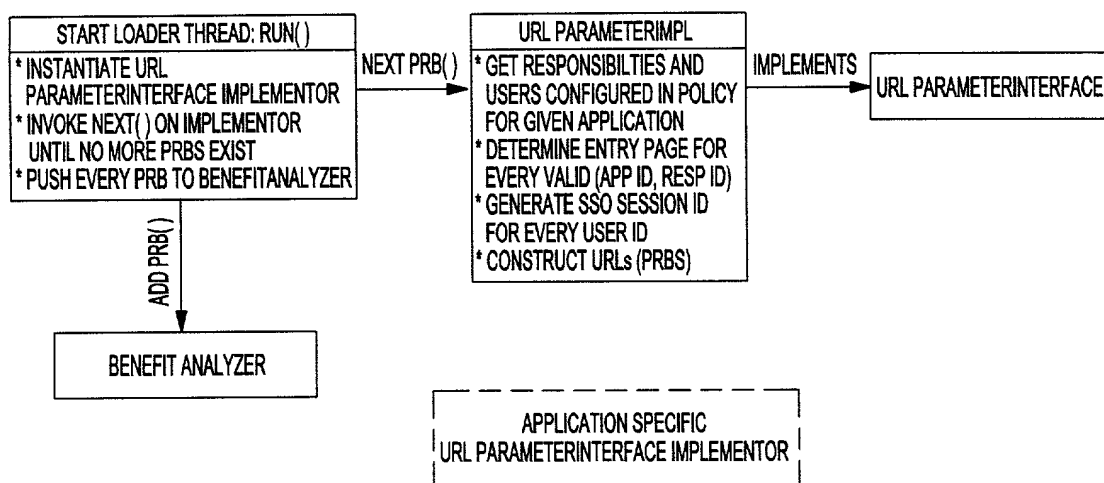 START LOADER THREAD: RUN( )
* INSTANTIATE URL
PARAMETERINTERFACE IMPLEMENTOR
* INVOKE NEXT( ) ON IMPLEMENTOR
UNTIL NO MORE PRBS EXIST
* PUSH EVERY PRB TO BENEFITANALYZER
NEXT PRB( )
URL PARAMETERIMPL
* GET RESPONSIBILTIES AND
USERS CONFIGURED IN POLICY
FOR GIVEN APPLICATION
* DETERMINE ENTRY PAGE FOR
EVERY VALID (APP ID, RESP ID)
* GENERATE SSO SESSION ID
FOR EVERY USER ID
* CONSTRUCT URLs (PRBS)
IMPLEMENTS
URL PARAMETERINTERFACE
ADD PRB( )
BENEFIT ANALYZER
APPLICATION SPECIFIC
URL PARAMETERINTERFACE IMPLEMENTOR